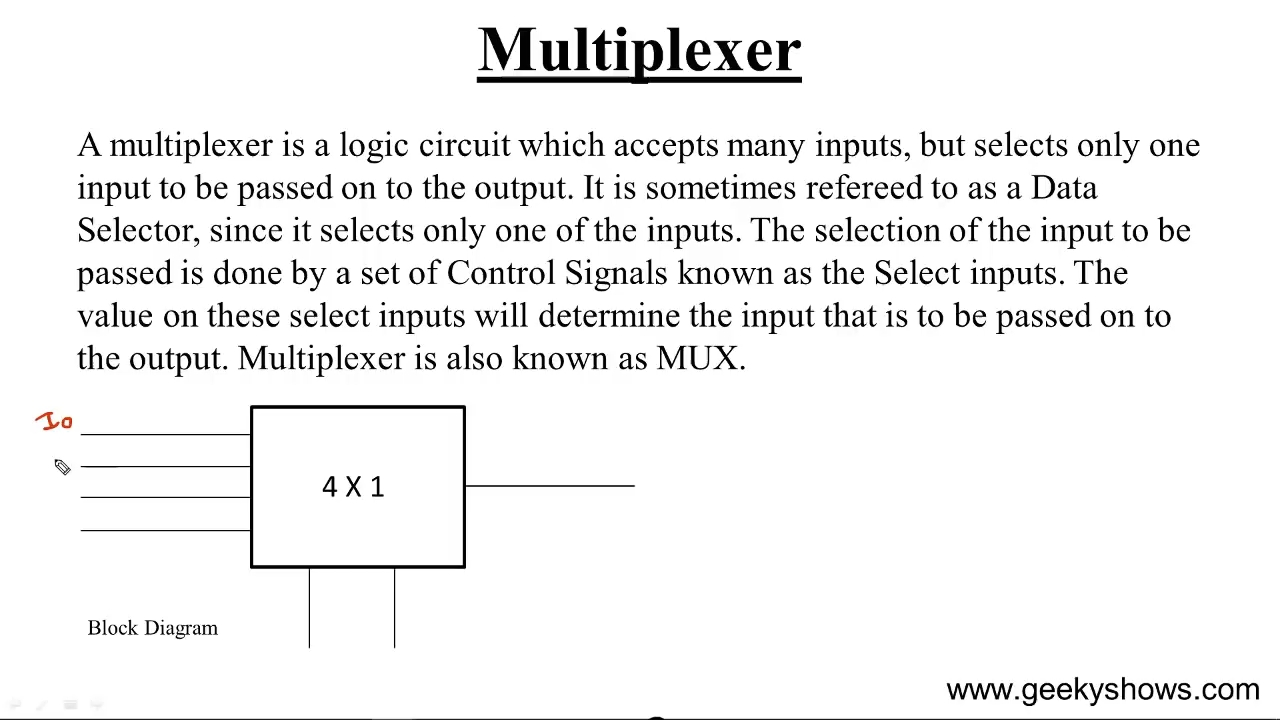 Multiplexer
A multiplexer is a logic circuit which accepts many inputs, but selects only one
input to be passed on to the output. It is sometimes refereed to as a Data
Selector, since it selects only one of the inputs. The selection of the input to be
passed is done by a set of Control Signals known as the Select inputs. The
value on these select inputs will determine the input that is to be passed on to
the output. Multiplexer is also known as MUX.
I0
4 X 1
Block Diagram
www.geekyshows.com